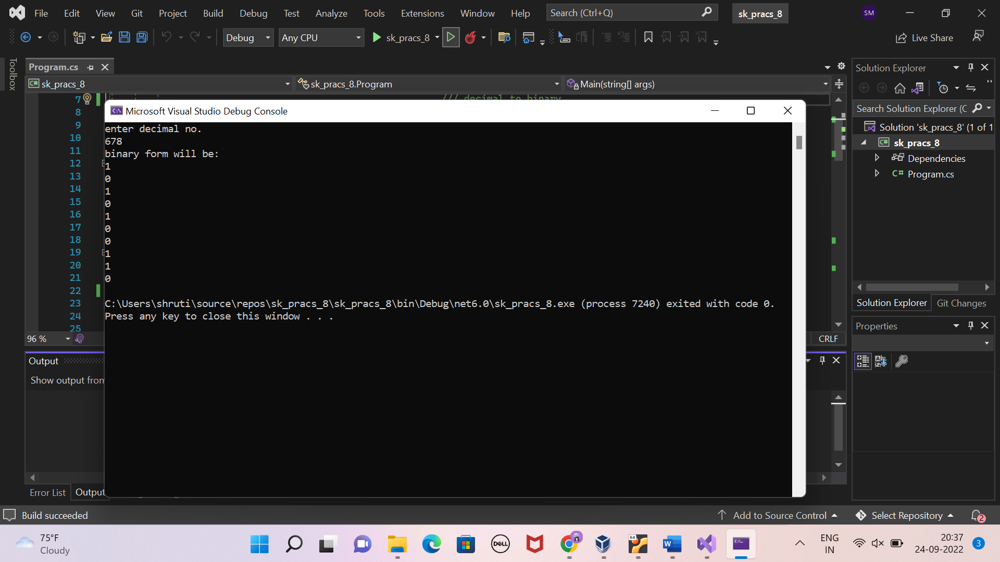 File Edit View Git Project Build Debug Test Analyze Tools Extensions Window Help Search (Ctrl+Q) sk_pracs_8 SM
Debug Any CPU sk_pracs_8 Live Share
Toolbox
Program.cs
sk_pracs_8 sk_pracs_8.Program Main(string[] args)
7 /// decimal to binary
8
9
10
11
12
13
14
15
16
17
18
19
20
21
22
23
24
25
Microsoft Visual Studio Debug Console
enter decimal no.
678
binary form will be:
1
0
1
0
1
0
0
1
1
0
C:\Users\shruti\source\repos\sk_pracs_8\sk_pracs_8\bin\Debug\net6.0\sk_pracs_8.exe (process 7240) exited with code 0.
Press any key to close this window . . .
96 %
CRLF
Output
Show output from
Error List Output
Solution Explorer
Search Solution Explorer (C
Solution 'sk_pracs_8' (1 of 1
C# sk_pracs_8
Dependencies
C# Program.cs
Solution Explorer Git Changes
Properties
Build succeeded Add to Source Control Select Repository 2
75°F
Cloudy
DELL
64
W
ENG
IN
20:37
24-09-2022
3